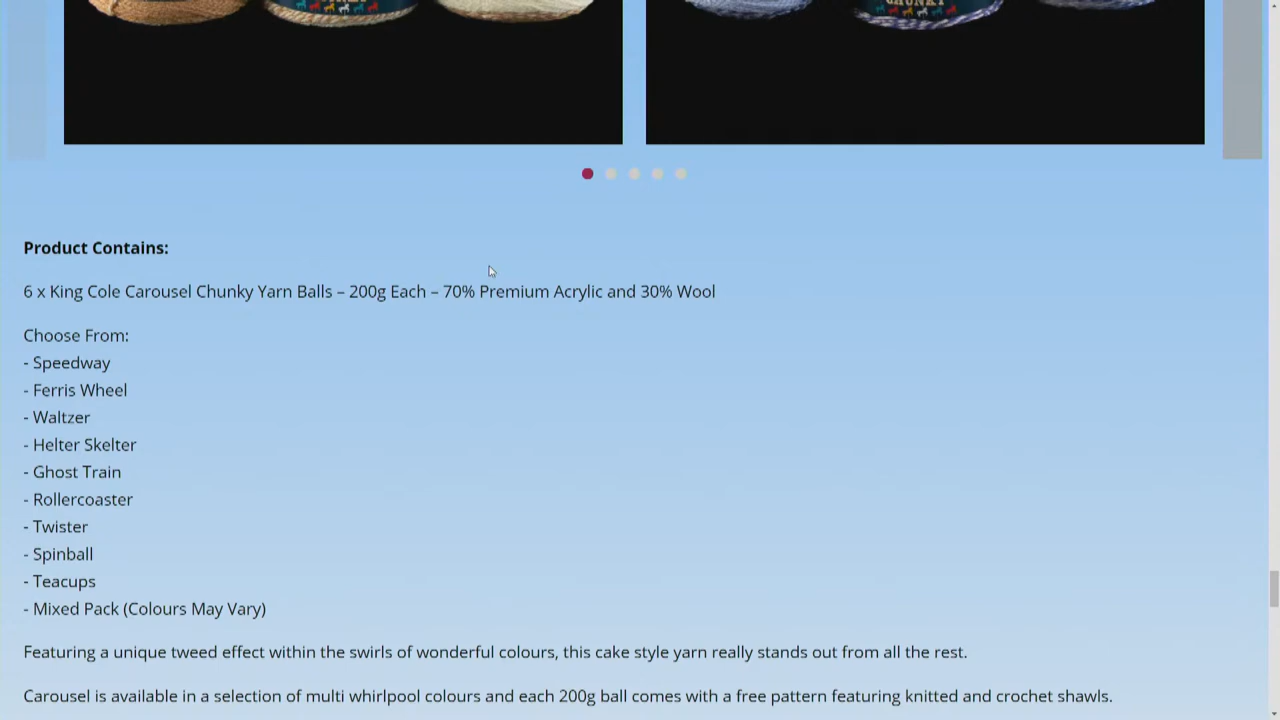 CHUNKY
Product Contains:
6 x King Cole Carousel Chunky Yarn Balls – 200g Each – 70% Premium Acrylic and 30% Wool
Choose From:
- Speedway
- Ferris Wheel
- Waltzer
- Helter Skelter
- Ghost Train
- Rollercoaster
- Twister
- Spinball
- Teacups
- Mixed Pack (Colours May Vary)
Featuring a unique tweed effect within the swirls of wonderful colours, this cake style yarn really stands out from all the rest.
Carousel is available in a selection of multi whirlpool colours and each 200g ball comes with a free pattern featuring knitted and crochet shawls.